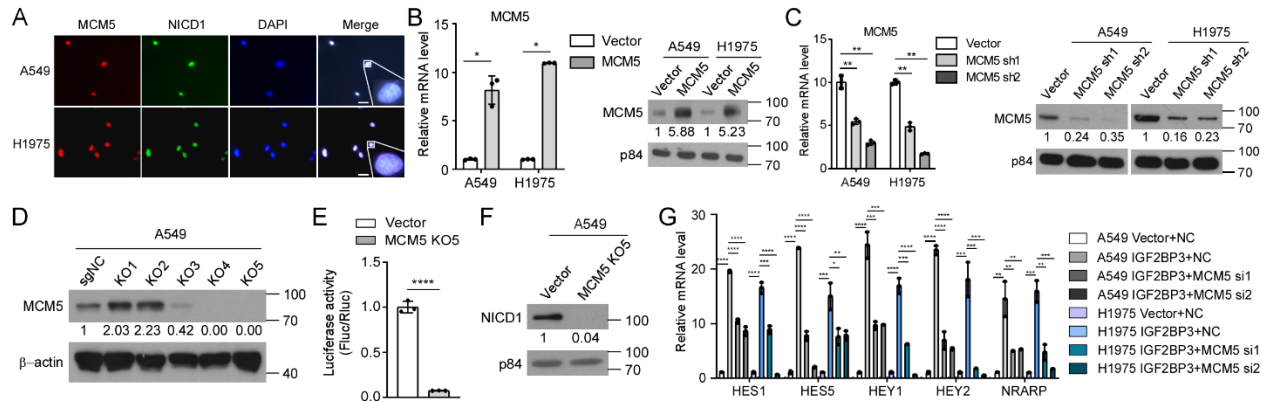 A
MCM5 NICD1 DAPI Merge
A549
H1975
B
MCM5
Relative mRNA level
15
10
5
0
A549 H1975
* *
Vector
MCM5
A549 H1975
Vector MCM5 Vector MCM5
MCM5
100
70
1 5.88 1 5.23
p84
70
C
MCM5
Relative mRNA level
15
10
5
0
A549 H1975
** ** ** **
Vector
MCM5 sh1
MCM5 sh2
A549 H1975
Vector MCM5 sh1 MCM5 sh2 Vector MCM5 sh1 MCM5 sh2
MCM5
100
70
1 0.24 0.35 1 0.16 0.23
p84
70
D
A549
sgNC KO1 KO2 KO3 KO4 KO5
MCM5
100
70
1 2.03 2.23 0.42 0.00 0.00
β-actin
40
E
Vector
MCM5 KO5
Luciferase activity
(Fluc/Rluc)
1.5
1.0
0.5
0.0
****
F
A549
Vector MCM5 KO5
NICD1
100
1 0.04
p84
70
G
Relative mRNA level
30
20
10
0
HES1 HES5 HEY1 HEY2 NRARP
A549 Vector+NC
A549 IGF2BP3+NC
A549 IGF2BP3+MCM5 si1
A549 IGF2BP3+MCM5 si2
H1975 Vector+NC
H1975 IGF2BP3+NC
H1975 IGF2BP3+MCM5 si1
H1975 IGF2BP3+MCM5 si2